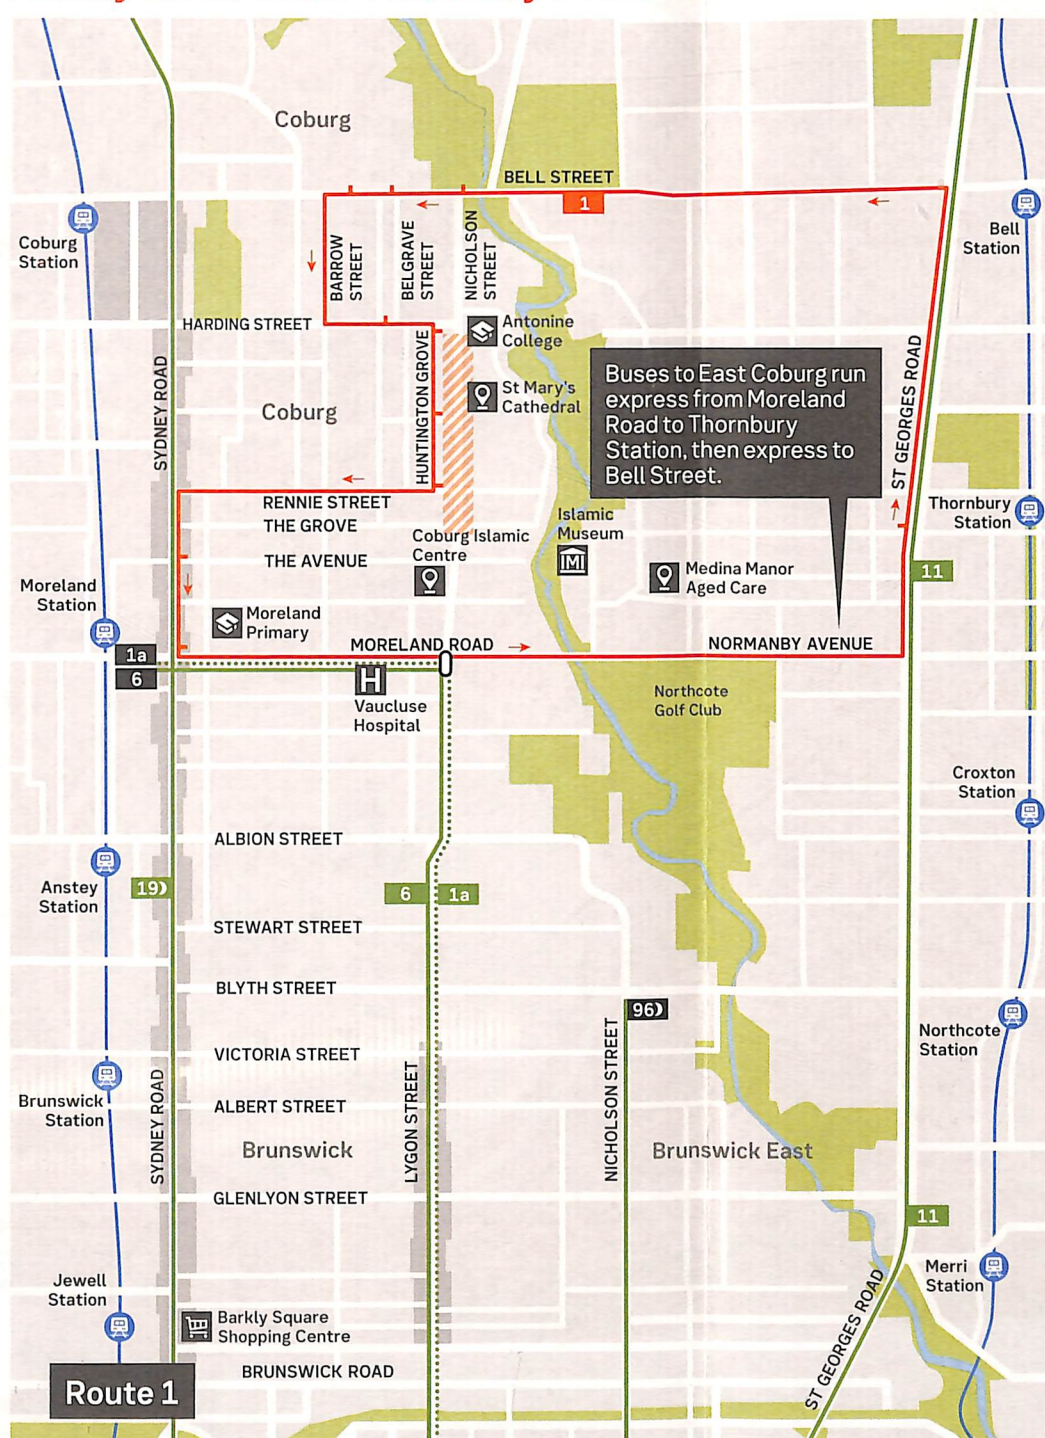 Coburg
BELL STREET
1
Coburg
Station
BARROW
STREET
BELGRAVE
STREET
NICHOLSON
STREET
Bell
Station
HARDING STREET
Antonine
College
SYDNEY ROAD
Coburg
HUNTINGTON GROVE
St Mary's
Cathedral
Buses to East Coburg run
express from Moreland
Road to Thornbury
Station, then express to
Bell Street.
ST GEORGES ROAD
RENNIE STREET
THE GROVE
THE AVENUE
Coburg Islamic
Centre
Islamic
Museum
Thornbury
Station
Medina Manor
Aged Care
11
Moreland
Station
Moreland
Primary
MORELAND ROAD
NORMANBY AVENUE
1a
6
H
Vaucluse
Hospital
Northcote
Golf Club
Croxton
Station
ALBION STREET
Anstey
Station
19
6
1a
STEWART STREET
BLYTH STREET
96
Northcote
Station
VICTORIA STREET
Brunswick
Station
SYDNEY ROAD
ALBERT STREET
LYGON STREET
NICHOLSON STREET
Brunswick
Brunswick East
GLENLYON STREET
11
Jewell
Station
Merri
Station
Barkly Square
Shopping Centre
ST GEORGES ROAD
BRUNSWICK ROAD
Route 1